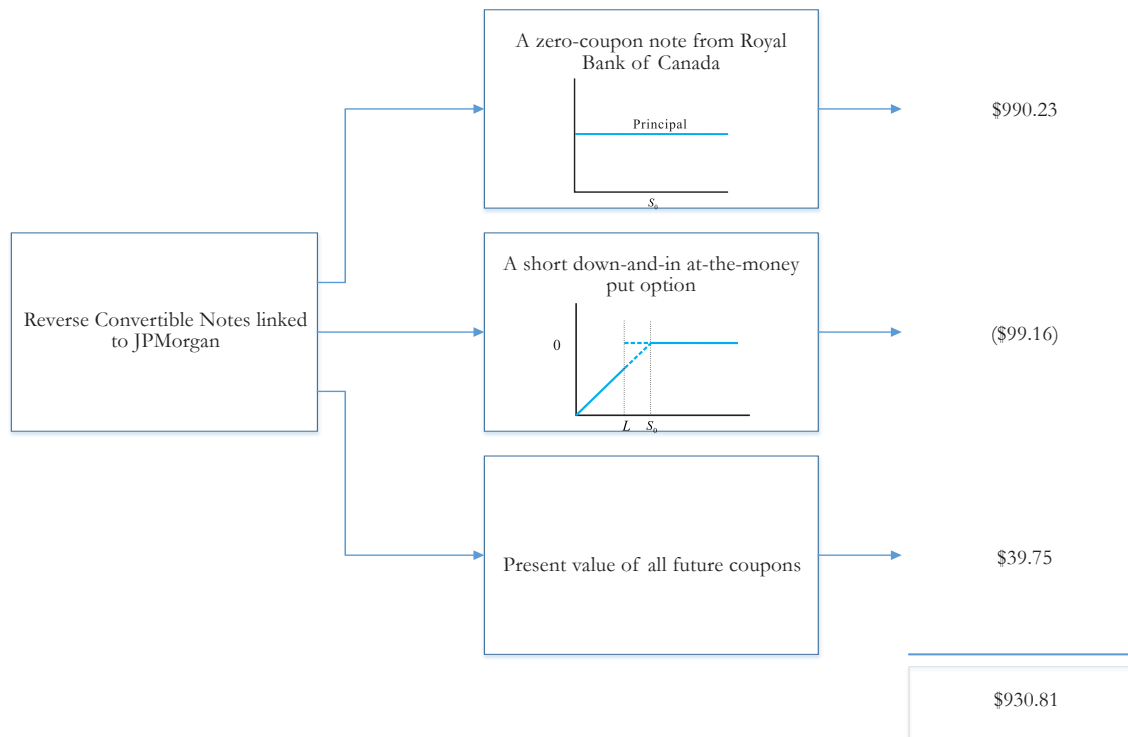 A zero-coupon note from Royal
Bank of Canada
Principal
S₀
$990.23
Reverse Convertible Notes linked
to JPMorgan
A short down-and-in at-the-money
put option
0
L S₀
($99.16)
Present value of all future coupons
$39.75
$930.81